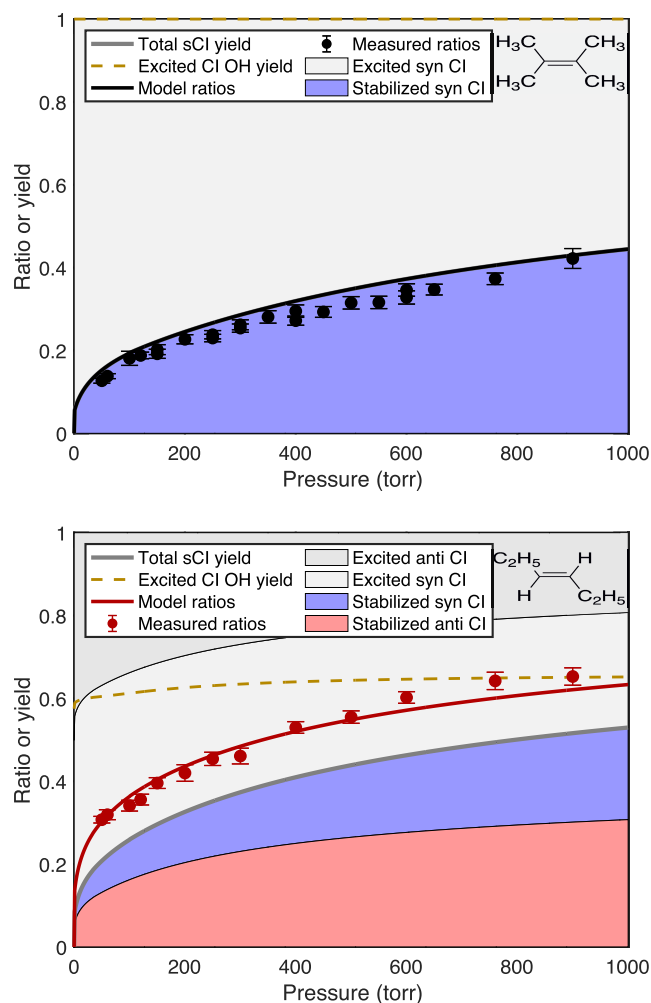 1
0.8
0.6
0.4
0.2
0
Ratio or yield
Total sCI yield
Excited CI OH yield
Model ratios
Measured ratios
Excited syn CI
Stabilized syn CI
H₃C CH₃
H₃C CH₃
0 200 400 600 800 1000
Pressure (torr)
1
0.8
0.6
0.4
0.2
0
Ratio or yield
Total sCI yield
Excited CI OH yield
Model ratios
Measured ratios
Excited anti CI
Excited syn CI
Stabilized syn CI
Stabilized anti CI
C₂H₅ H
H C₂H₅
0 200 400 600 800 1000
Pressure (torr)